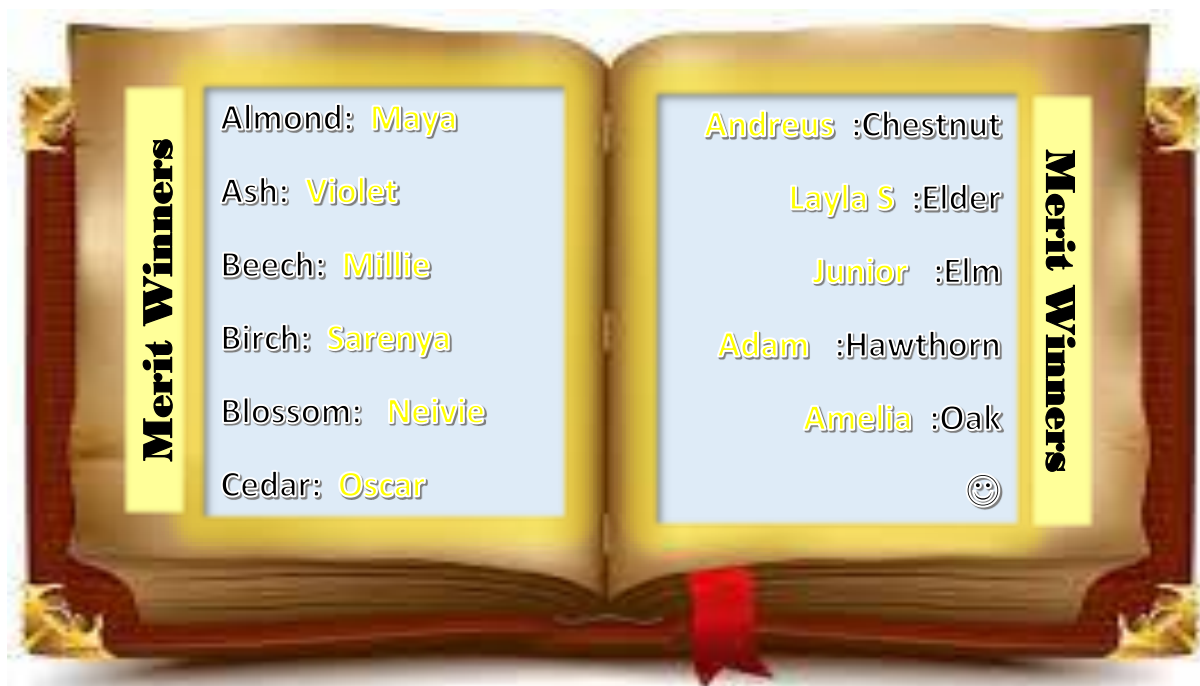 Merit Winners
Almond: Maya
Ash: Violet
Beech: Millie
Birch: Sarenya
Blossom: Neivie
Cedar: Oscar
Andreus :Chestnut
Layla S :Elder
Junior :Elm
Adam :Hawthorn
Amelia :Oak
☺
Merit Winners